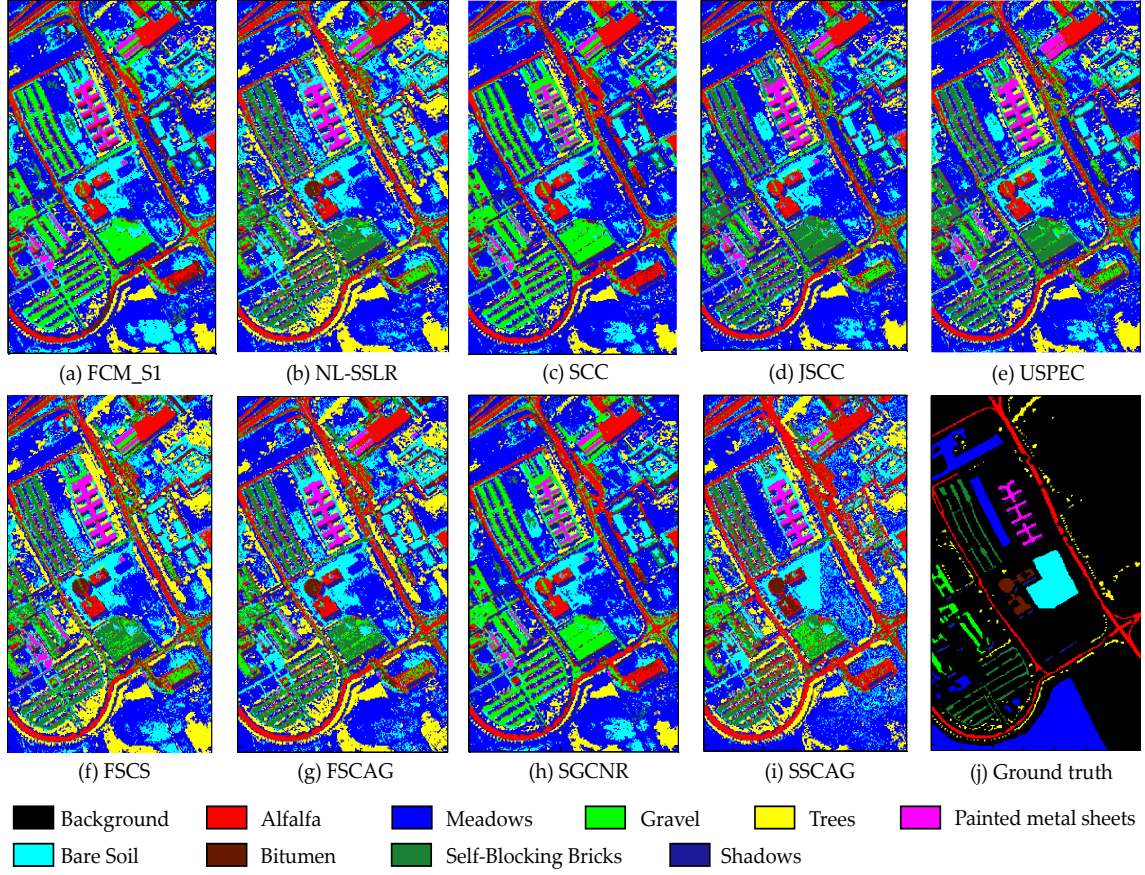 (a) FCM_S1
(b) NL-SSLR
(c) SCC
(d) JSCC
(e) USPEC
(f) FSCS
(g) FSCAG
(h) SGCNR
(i) SSCAG
(j) Ground truth
Background
Alfalfa
Meadows
Gravel
Trees
Painted metal sheets
Bare Soil
Bitumen
Self-Blocking Bricks
Shadows